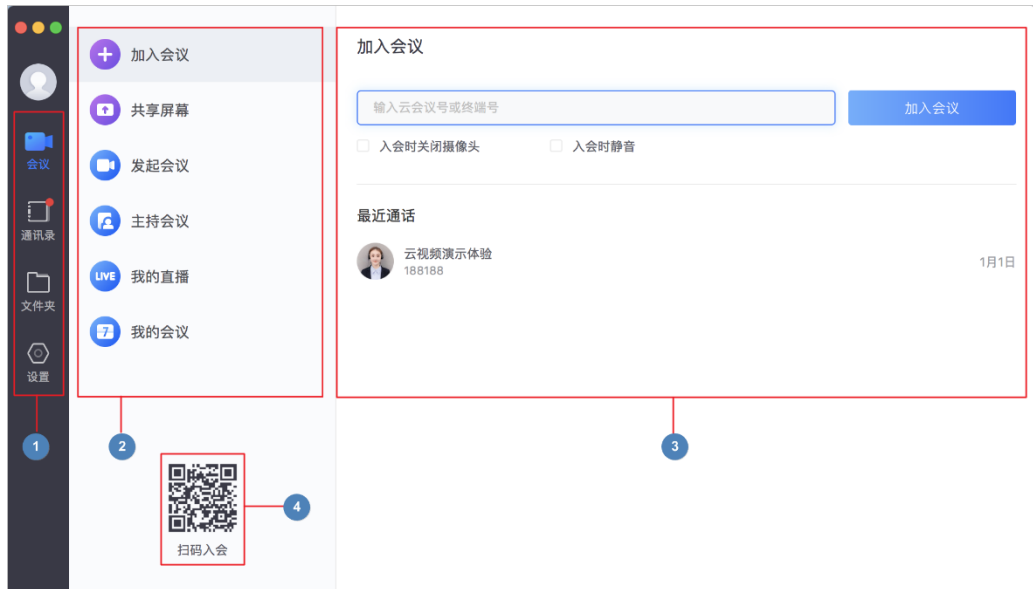 会议
通讯录
文件夹
设置
1
加入会议
共享屏幕
发起会议
主持会议
LIVE 我的直播
7 我的会议
2
扫码入会
4
加入会议
输入云会议号或终端号
加入会议
入会时关闭摄像头 入会时静音
最近通话
云视频演示体验
188188
1月1日
3